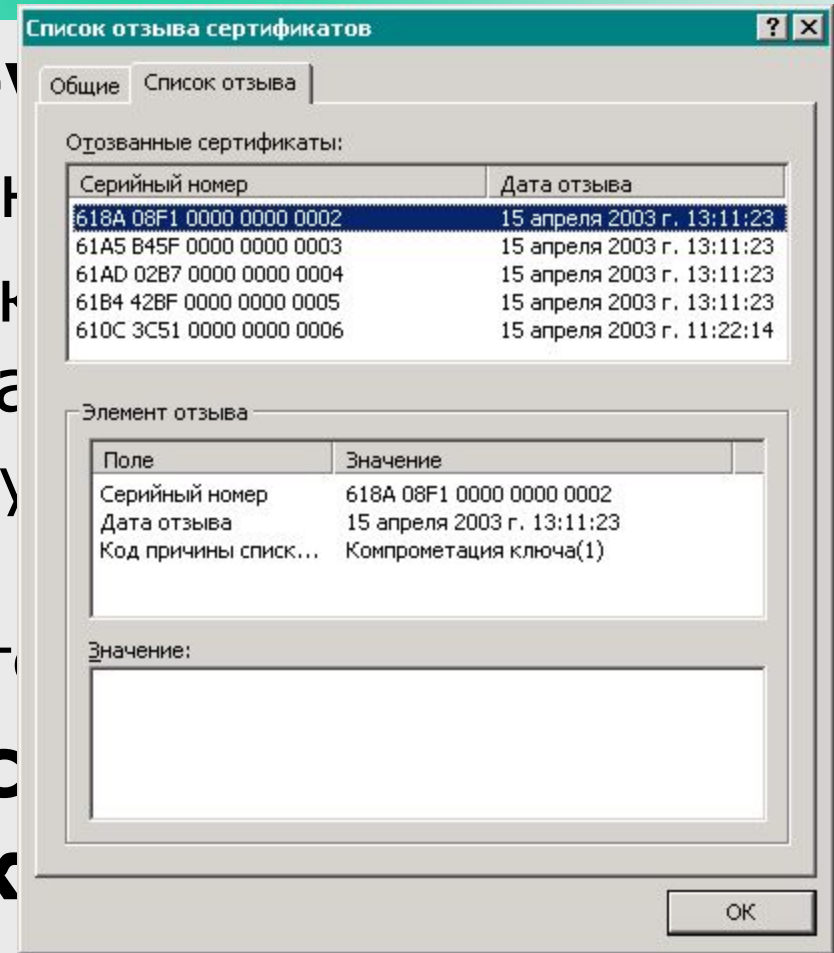 Список отзыва сертификатов
Общие Список отзыва
Отозванные сертификаты:
Серийный номер Дата отзыва
618A 08F1 0000 0000 0002 15 апреля 2003 г. 13:11:23
61A5 B45F 0000 0000 0003 15 апреля 2003 г. 13:11:23
61AD 02B7 0000 0000 0004 15 апреля 2003 г. 13:11:23
61B4 42BF 0000 0000 0005 15 апреля 2003 г. 13:11:23
610C 3C51 0000 0000 0006 15 апреля 2003 г. 11:22:14
Элемент отзыва
Поле Значение
Серийный номер 618A 08F1 0000 0000 0002
Дата отзыва 15 апреля 2003 г. 13:11:23
Код причины списк... Компрометация ключа(1)
Значение:
ОК